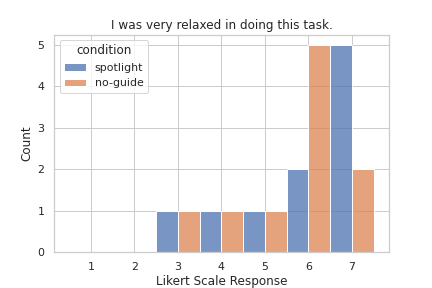 I was very relaxed in doing this task.
condition
spotlight
no-guide
Count
5
4
3
2
1
0
1 2 3 4 5 6 7
Likert Scale Response